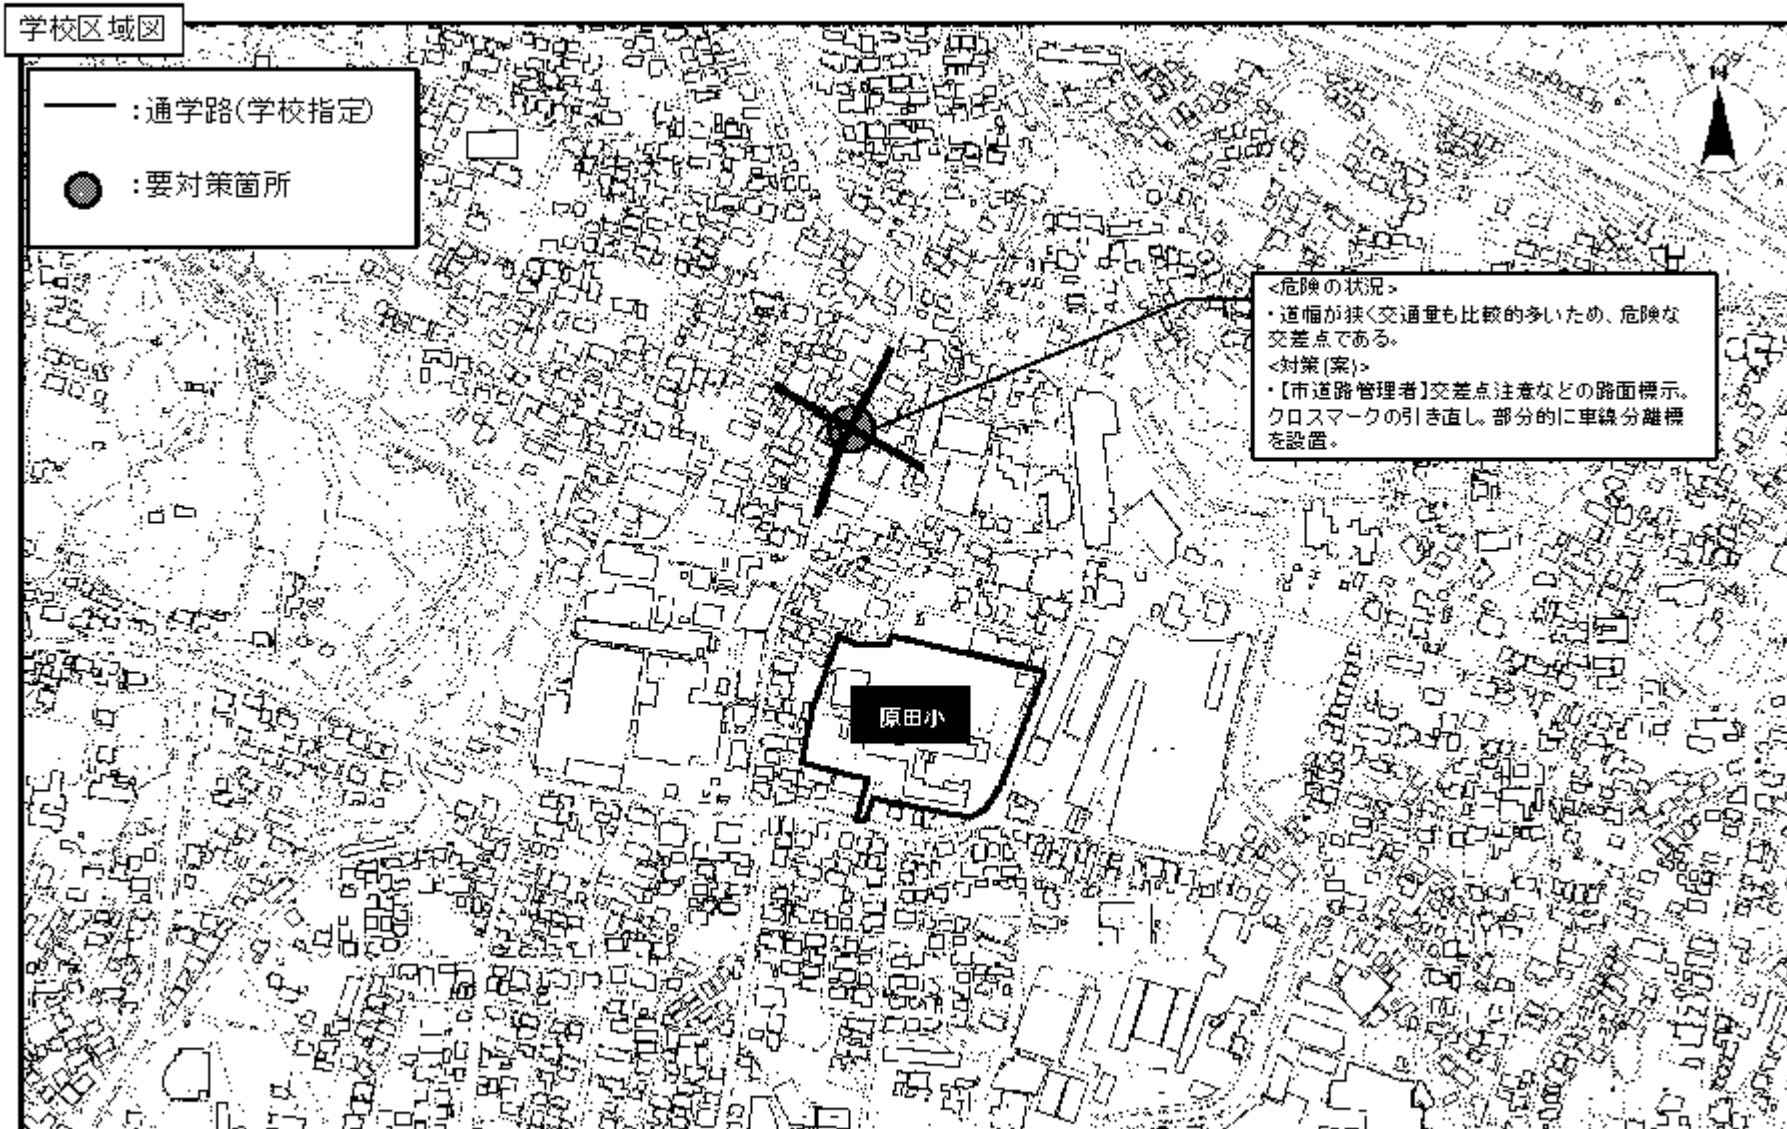 学校区域図
:通学路(学校指定)
:要対策箇所
N
<危険の状況>
・道幅が狭く交通量も比較的多いため、危険な
交差点である。
<対策(案)>
・【市道路管理者】交差点注意などの路面標示。
クロスマークの引き直し。部分的に車線分離標
を設置。
原田小